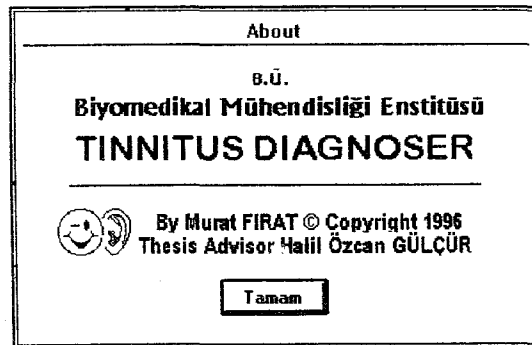 About
B.Ü.
Biyomedikal Mühendisliği Enstitüsü
TINNITUS DIAGNOSER
By Murat FIRAT © Copyright 1996
Thesis Advisor Halil Özcan GÜLÇÜR
Tamam